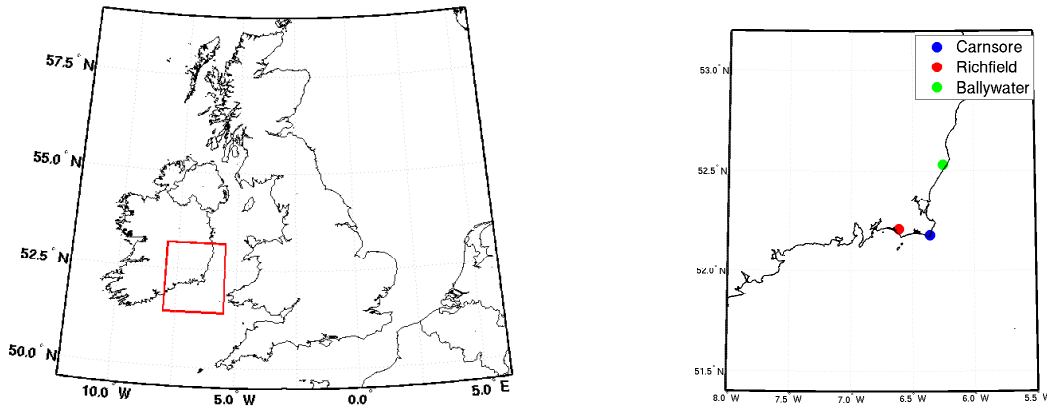 57.5° N
55.0° N
52.5° N
50.0° N
10.0° W
5.0° W
0.0°
5.0° E
Carnsore
Richfield
Ballywater
53.0° N
52.5° N
52.0° N
51.5° N
8.0° W
7.5° W
7.0° W
6.5° W
6.0° W
5.5° W